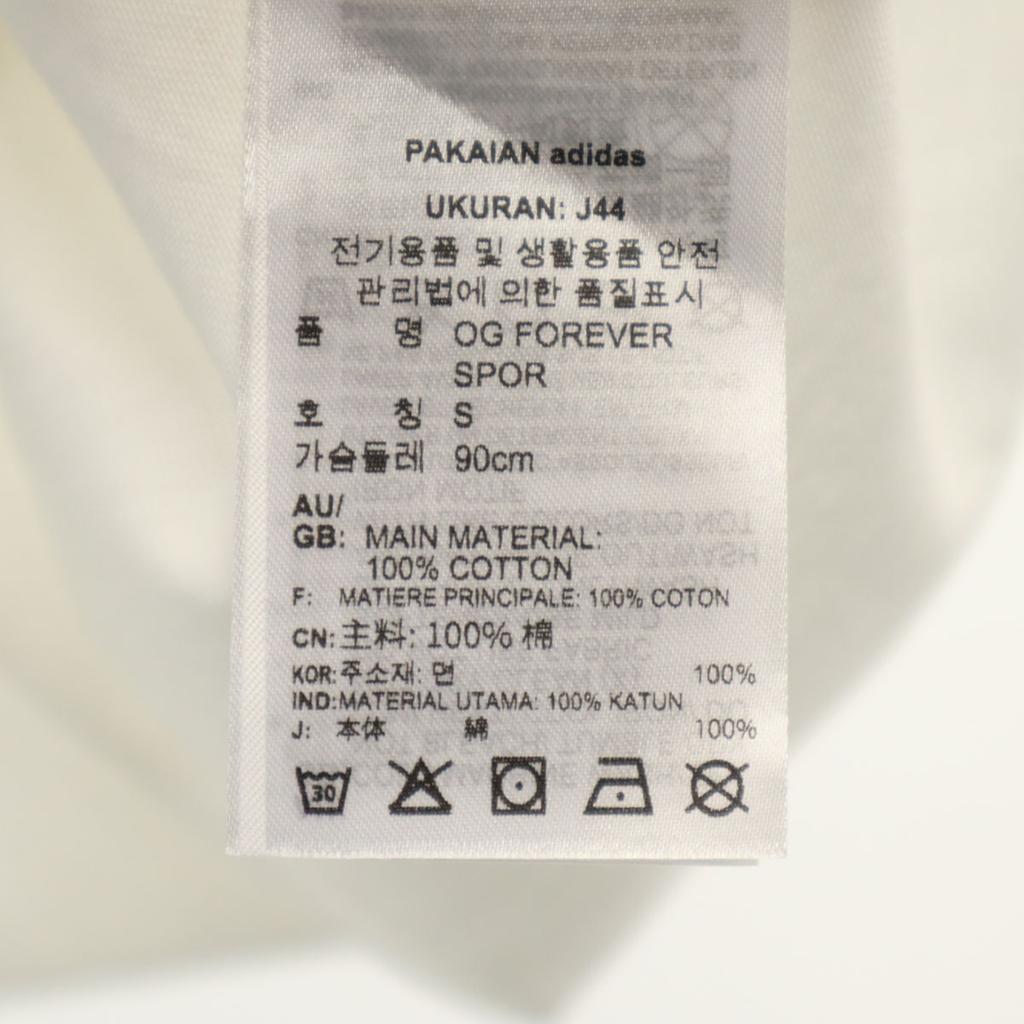 PAKAIAN adidas
UKURAN: J44
전기용품 및 생활용품 안전
관리법에 의한 품질표시
품 명 OG FOREVER
SPOR
호 칭 S
가슴둘레 90cm
AU/
GB: MAIN MATERIAL:
100% COTTON
F: MATIERE PRINCIPALE: 100% COTON
CN: 主料: 100% 棉
KOR: 주소재: 면 100%
IND: MATERIAL UTAMA: 100% KATUN
J: 本体 綿 100%
30